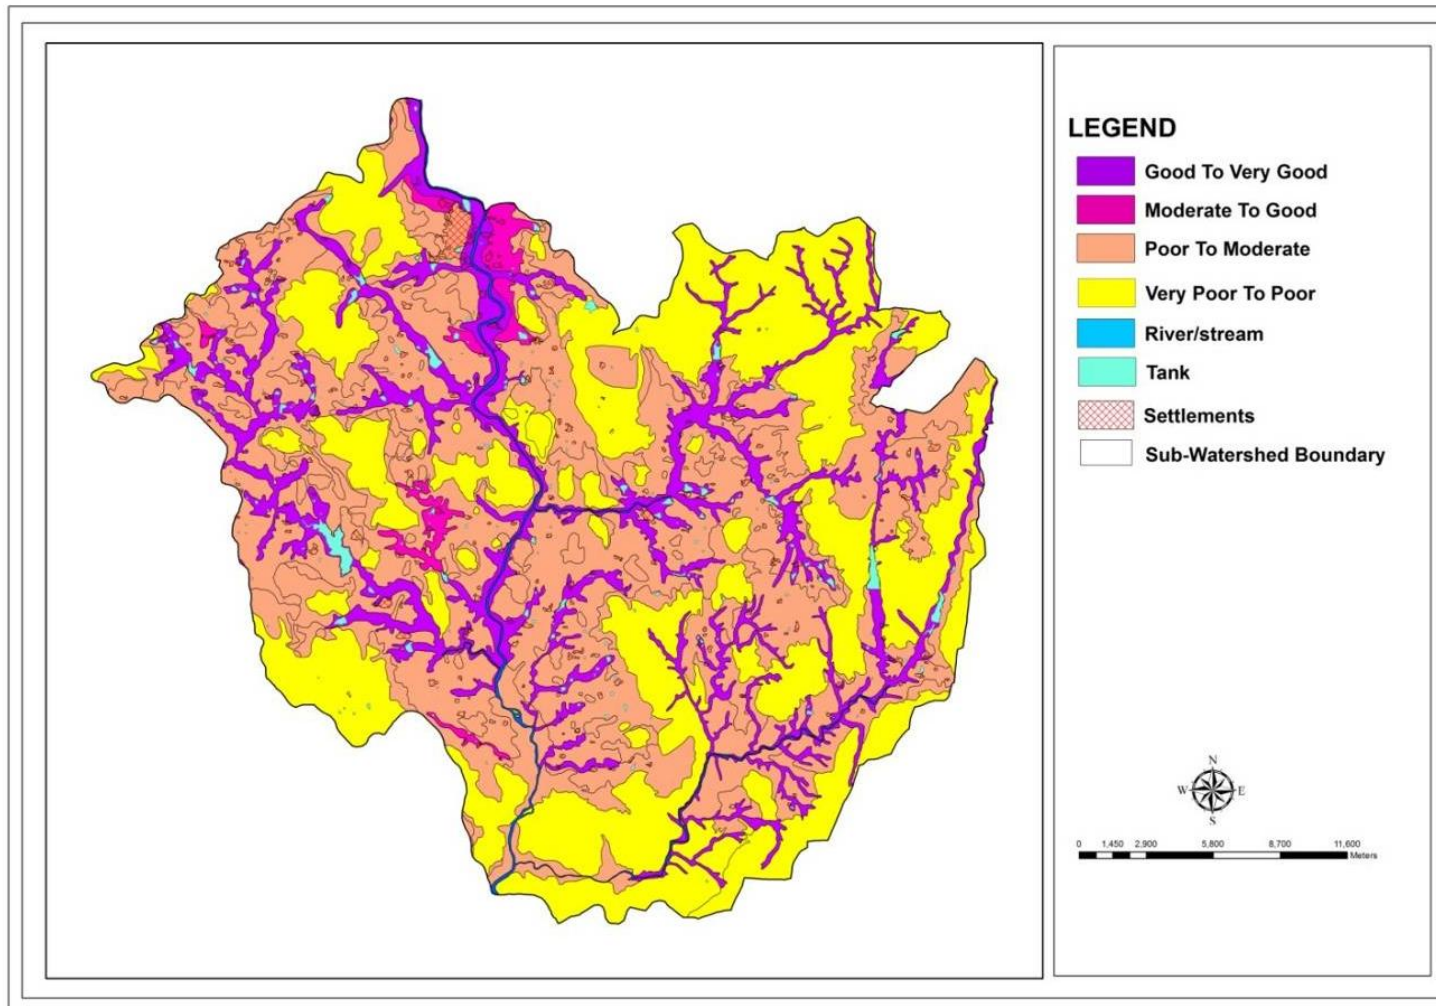 LEGEND
Good To Very Good
Moderate To Good
Poor To Moderate
Very Poor To Poor
River/stream
Tank
Settlements
Sub-Watershed Boundary
N
W E
S
0 1,450 2,900 5,800 8,700 11,600
Meters